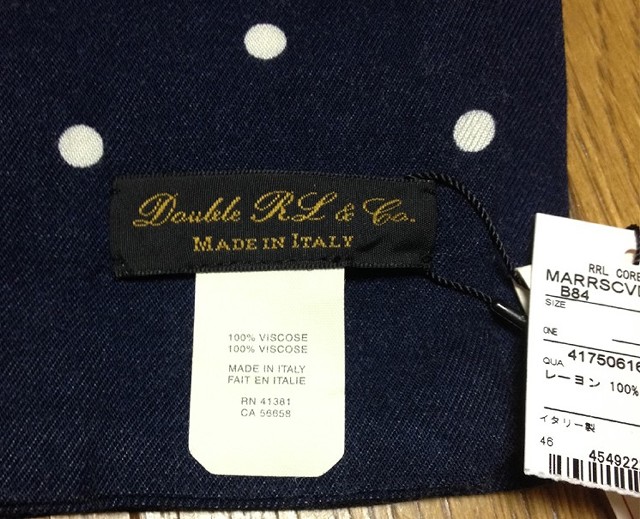 Double RL & Co.
MADE IN ITALY
100% VISCOSE
100% VISCOSE
MADE IN ITALY
FAIT EN ITALIE
RN 41381
CA 56658
RRL CORE
MARRSCV
B84
SIZE
ONE
QUA 41750616
レーヨン 100%
イタリー製
46
4549222